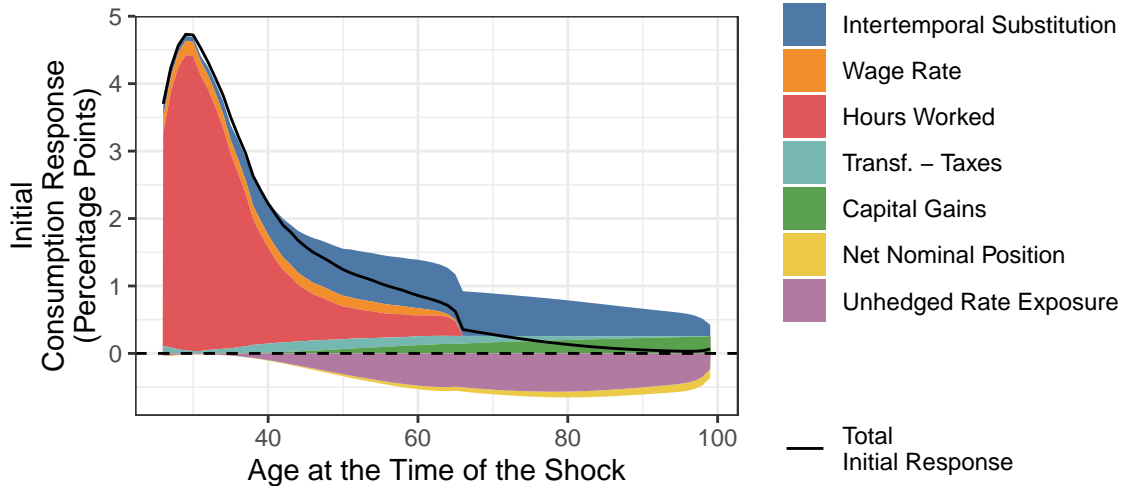 Initial
Consumption Response
(Percentage Points)
5
4
3
2
1
0
40
60
80
100
Age at the Time of the Shock
Intertemporal Substitution
Wage Rate
Hours Worked
Transf. − Taxes
Capital Gains
Net Nominal Position
Unhedged Rate Exposure
Total
Initial Response